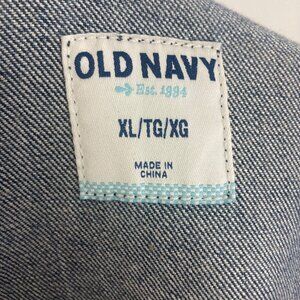 OLD NAVY
Est. 1994
XL/TG/XG
MADE IN
CHINA